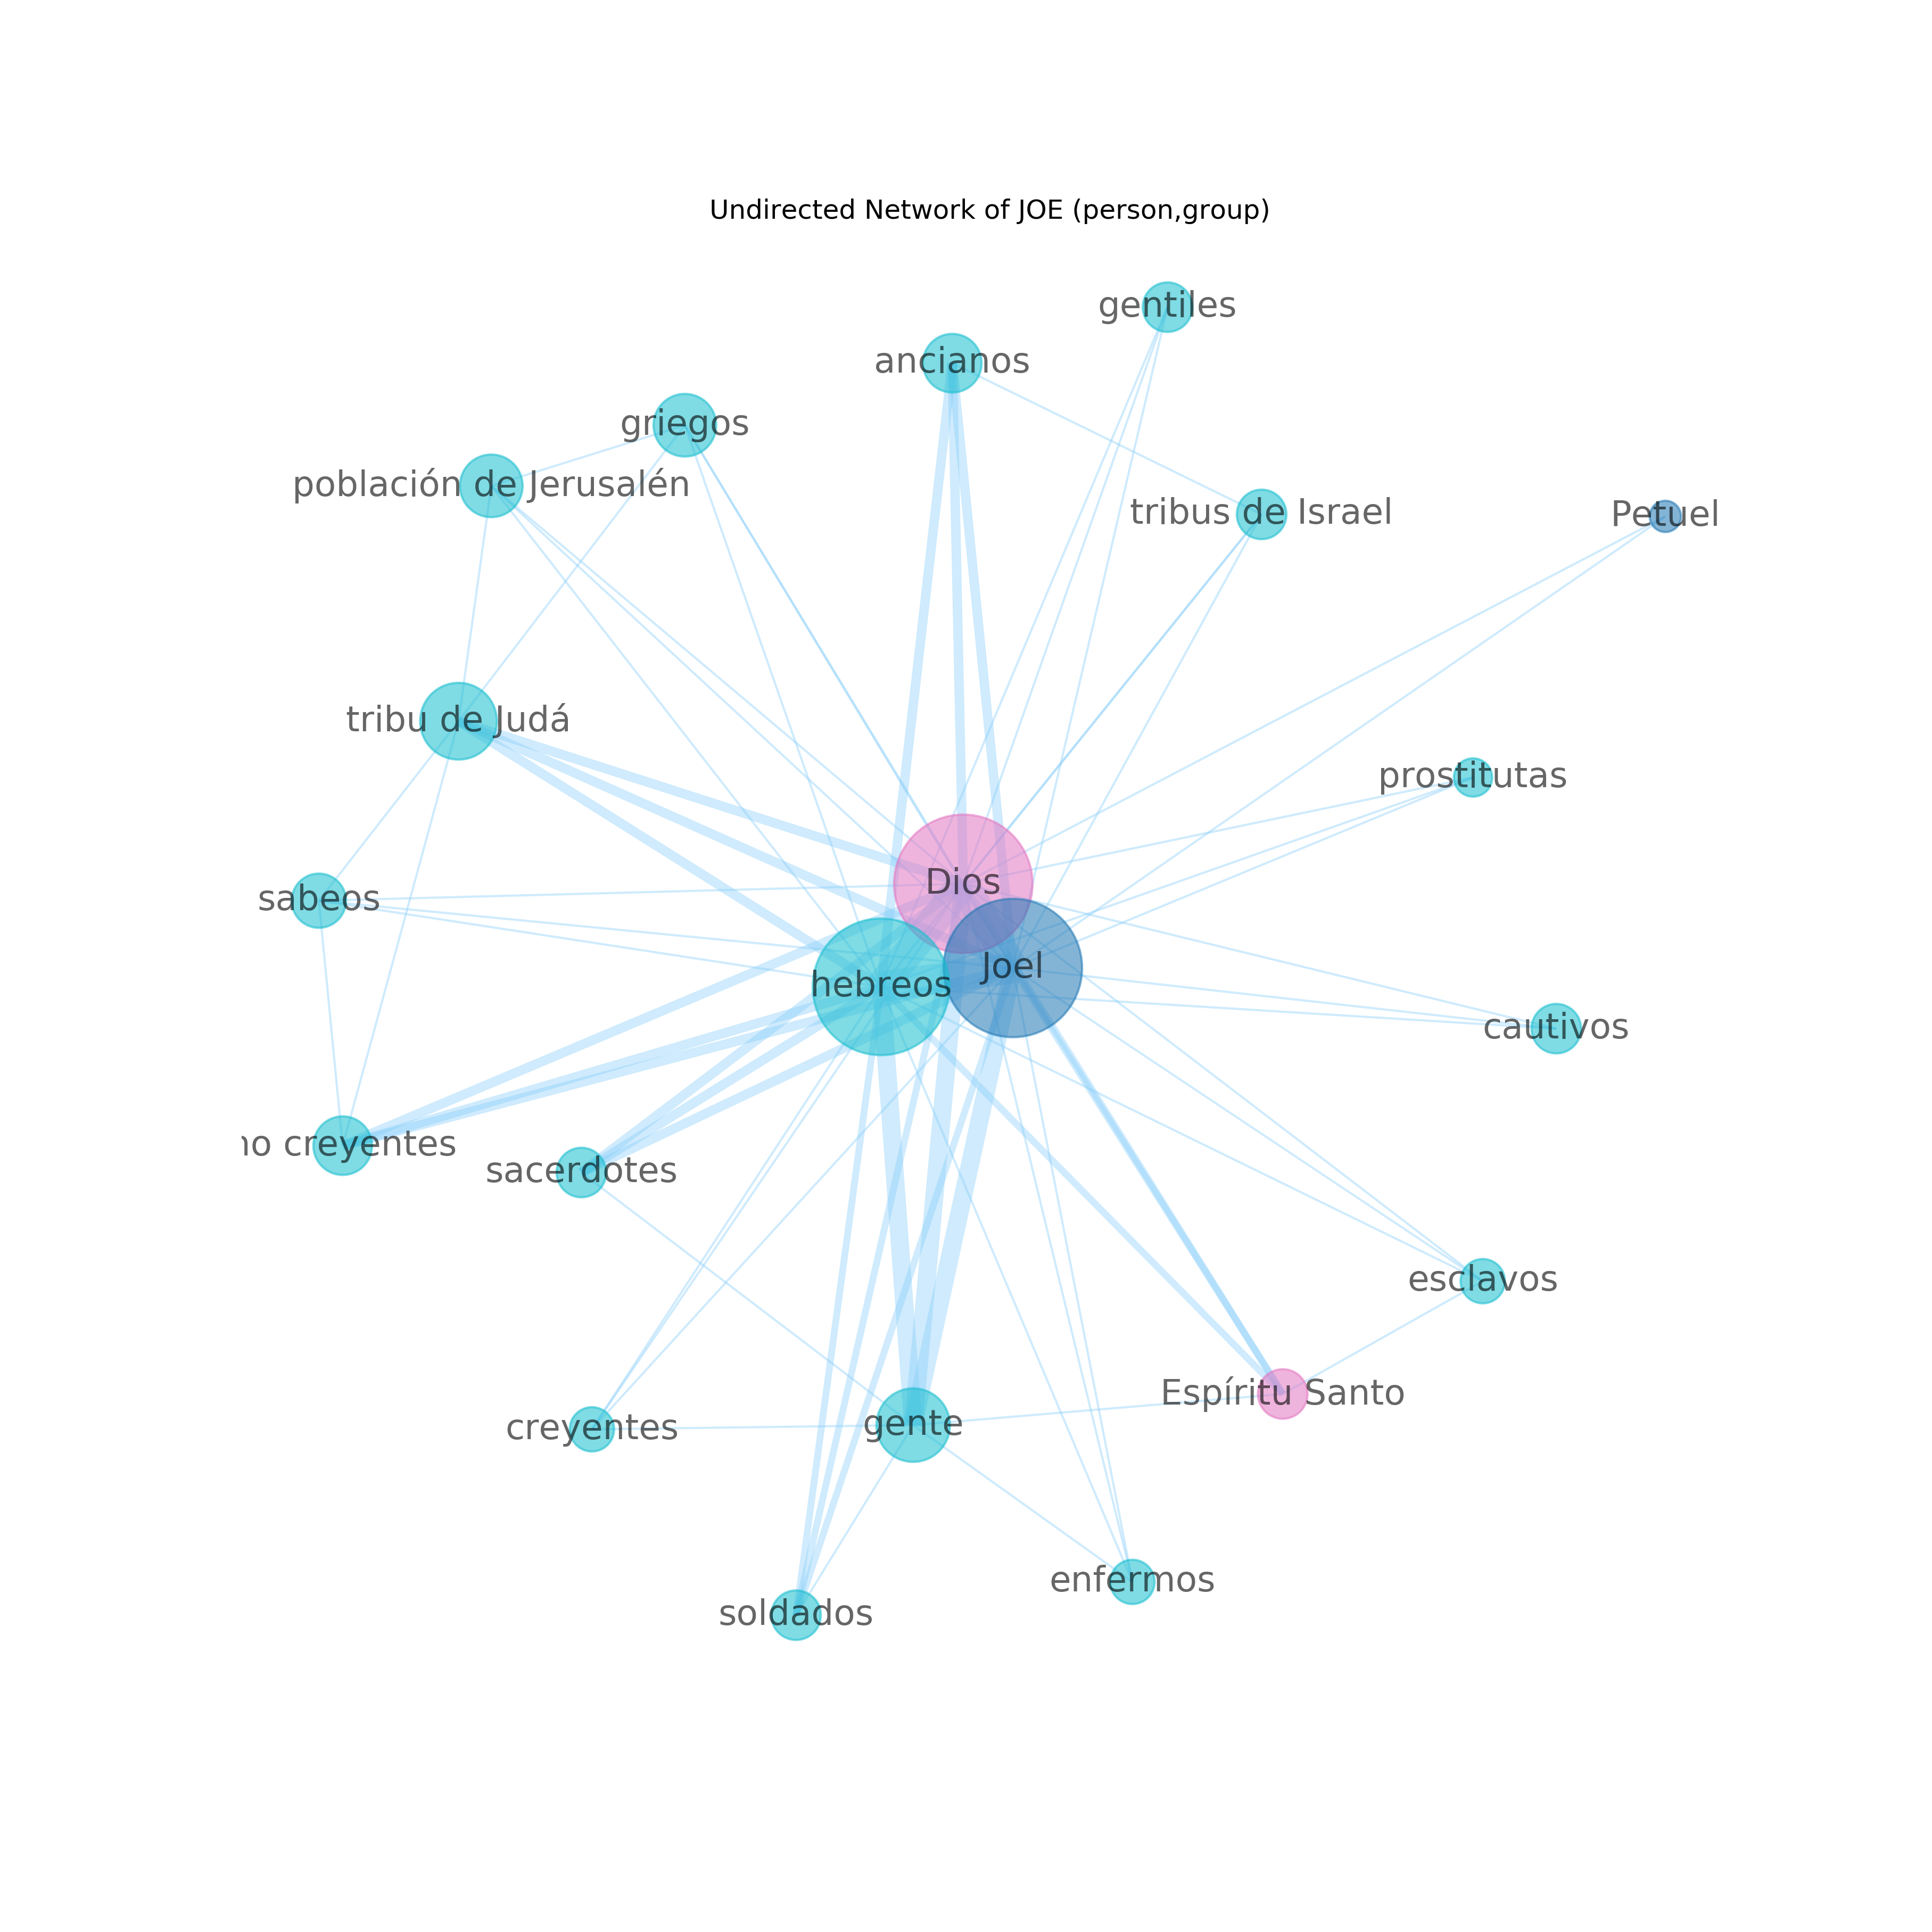 Undirected Network of JOE (person,group)
gentiles
ancianos
griegos
población de Jerusalén
tribus de Israel
Petuel
tribu de Judá
prostitutas
Dios
sabeos
Joel
hebreos
cautivos
creyentes
sacerdotes
esclavos
Espíritu Santo
creyentes
gente
enfermos
soldados